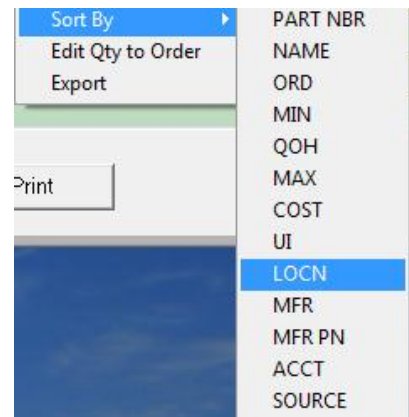 Sort By
Edit Qty to Order
Export
Print
PART NBR
NAME
ORD
MIN
QOH
MAX
COST
UI
LOCN
MFR
MFR PN
ACCT
SOURCE